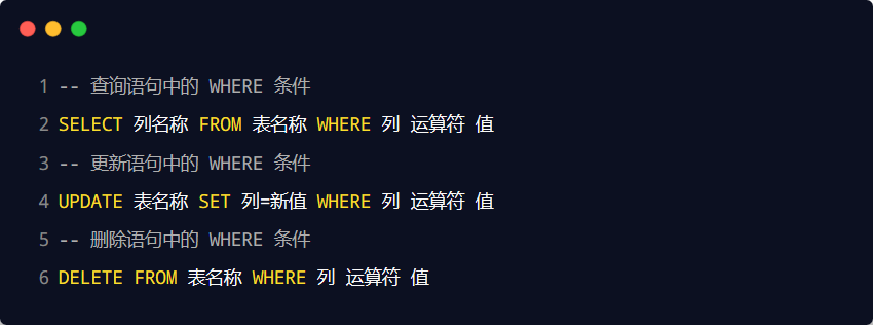 1 -- 查询语句中的 WHERE 条件
2 SELECT 列名称 FROM 表名称 WHERE 列 运算符 值
3 -- 更新语句中的 WHERE 条件
4 UPDATE 表名称 SET 列=新值 WHERE 列 运算符 值
5 -- 删除语句中的 WHERE 条件
6 DELETE FROM 表名称 WHERE 列 运算符 值